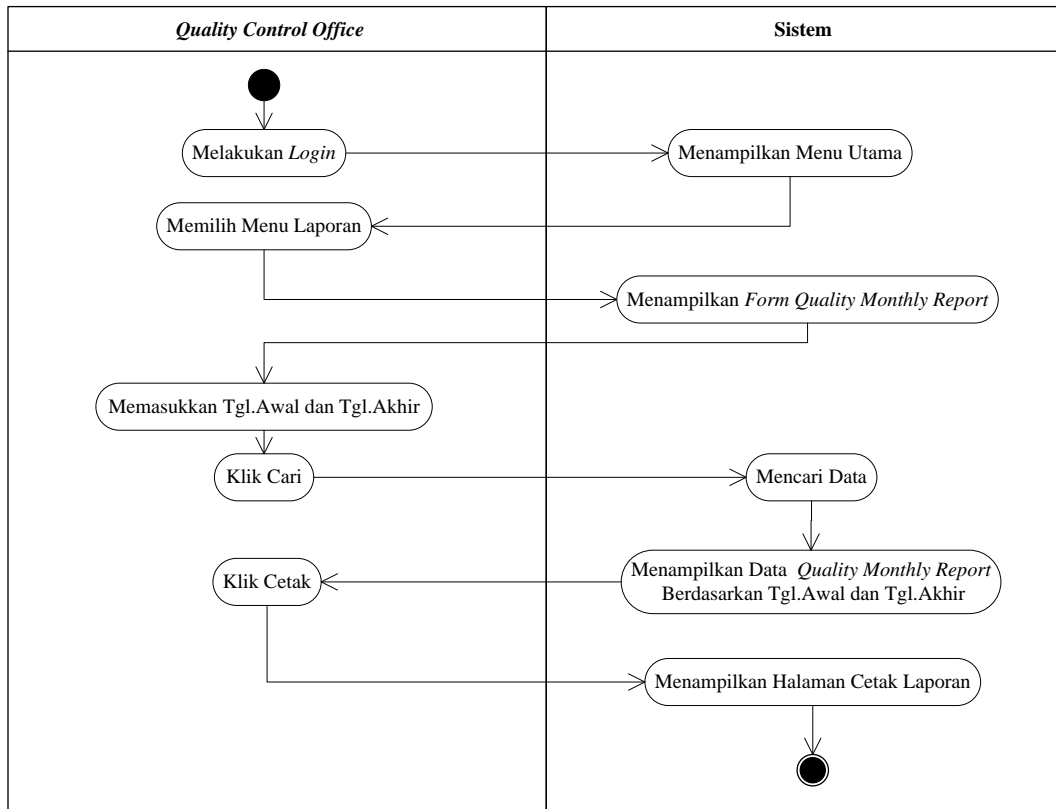 Quality Control Office
Sistem
Melakukan Login
Menampilkan Menu Utama
Memilih Menu Laporan
Menampilkan Form Quality Monthly Report
Memasukkan Tgl.Awal dan Tgl.Akhir
Klik Cari
Mencari Data
Menampilkan Data Quality Monthly Report
Berdasarkan Tgl.Awal dan Tgl.Akhir
Klik Cetak
Menampilkan Halaman Cetak Laporan